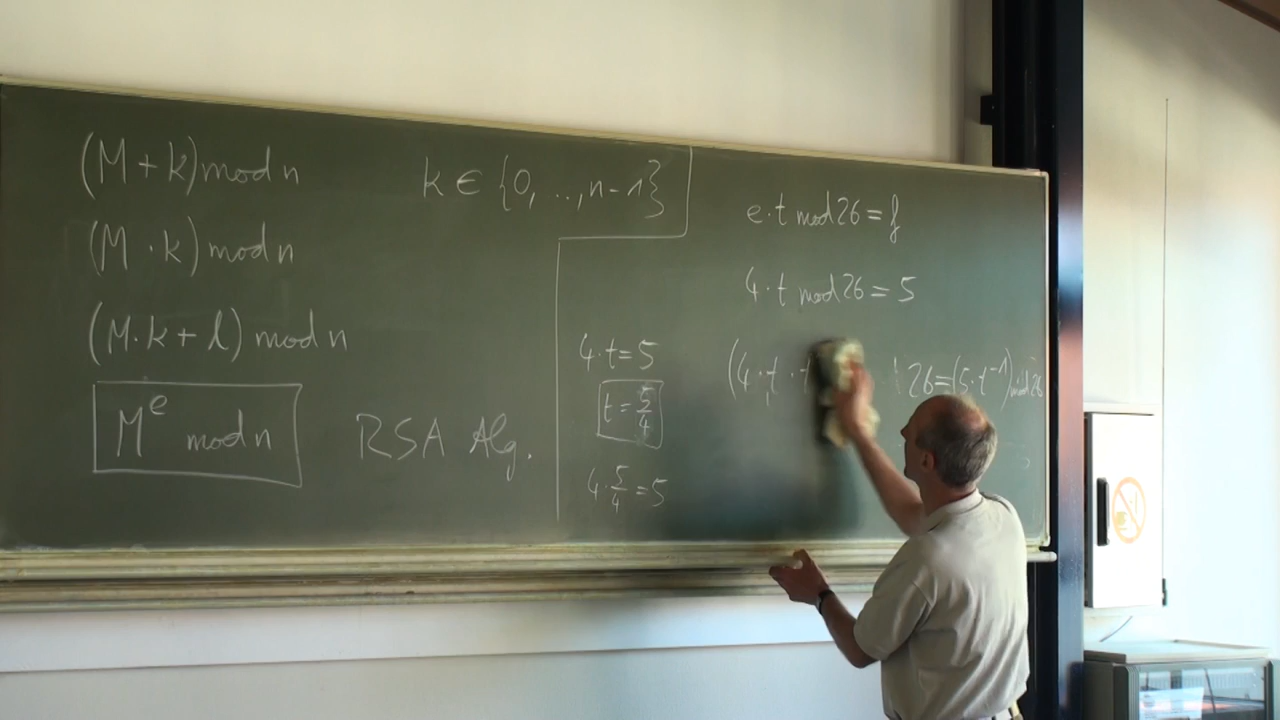 (M + k) mod n
k ∈ {0, .., n-1}
(M · k) mod n
(M · k + l) mod n
M^e mod n
RSA Alg.
4 · t = 5
t = 5/4
4 · 5/4 = 5
e · t mod 26 = f
4 · t mod 26 = 5
(4 · t · 26 = (5 · t^-1) mod 26